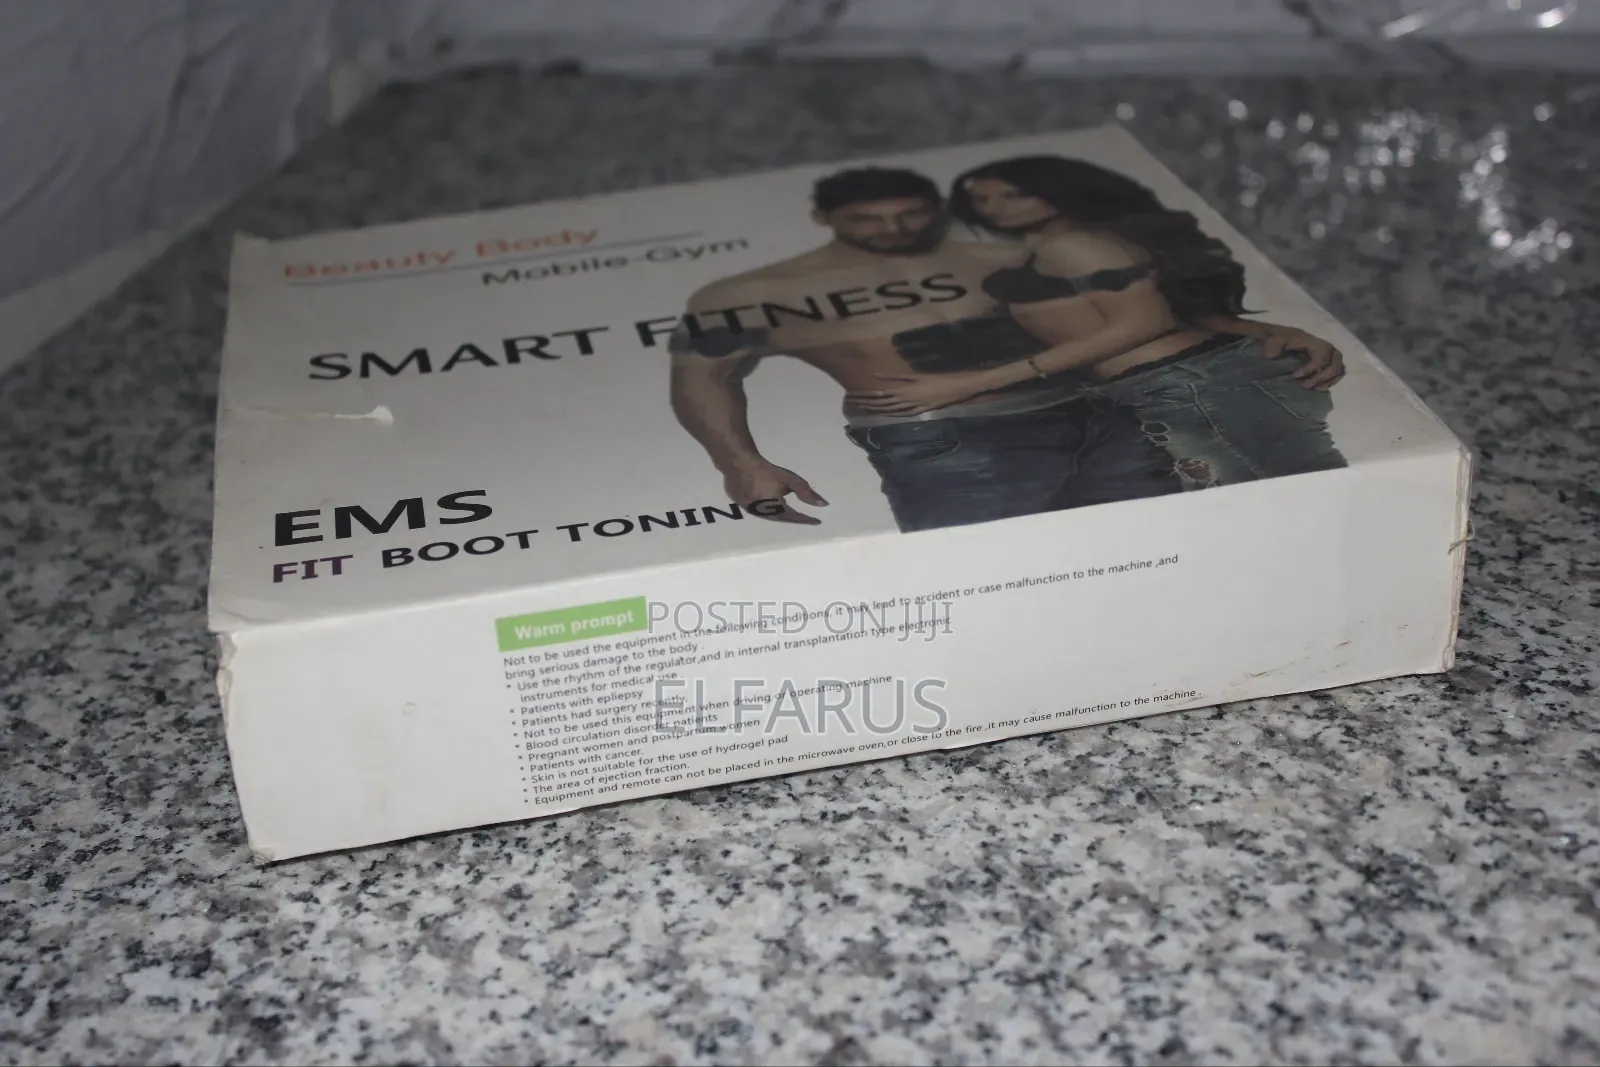 Beauty Body
Mobile-Gym
SMART FITNESS
EMS
FIT BOOT TONING
Warm prompt
POSTED ON JIJI
Not to be used the equipment in the following conditions, it may lead to accident or case malfunction to the machine ,and
bring serious damage to the body .
• Use the rhythm of the regulator,and in internal transplantation type electronic
instruments for medical use .
• Patients with epliepsy
• Patients had surgery recently.
• Not to be used this equipment when driving or operating machine
• Blood circulation disorder patients
• Pregnant women and postpartum women
• Patients with cancer.
• Skin is not suitable for the use of hydrogel pad
• The area of ejection fraction.
• Equipment and remote can not be placed in the microwave oven,or close to the fire ,it may cause malfunction to the machine .
ELFARUS